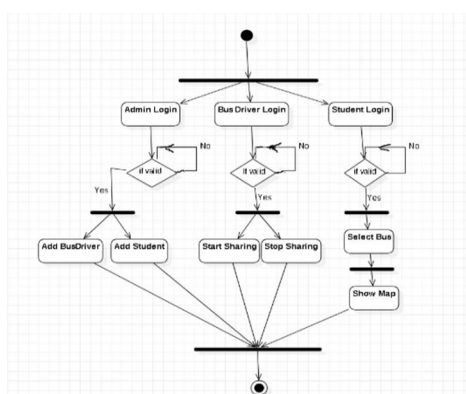 Admin Login
Bus Driver Login
Student Login
No
No
No
if valid
if valid
if valid
Yes
Yes
Yes
Add BusDriver
Add Student
Start Sharing
Stop Sharing
Select Bus
Show Map